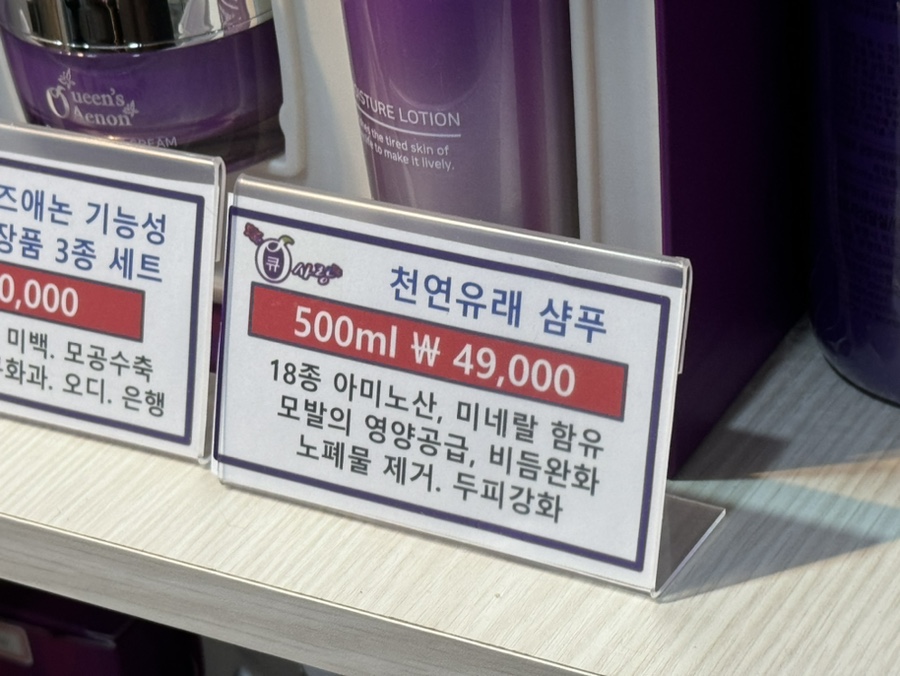 Queen's
Aenon
CREAM
MOISTURE LOTION
the tired skin of
to make it lively.
즈애논 기능성
장품 3종 세트
0,000
미백. 모공수축
화과. 오디. 은행
큐
사랑
천연유래 샴푸
500ml ₩ 49,000
18종 아미노산, 미네랄 함유
모발의 영양공급, 비듬완화
노폐물 제거. 두피강화